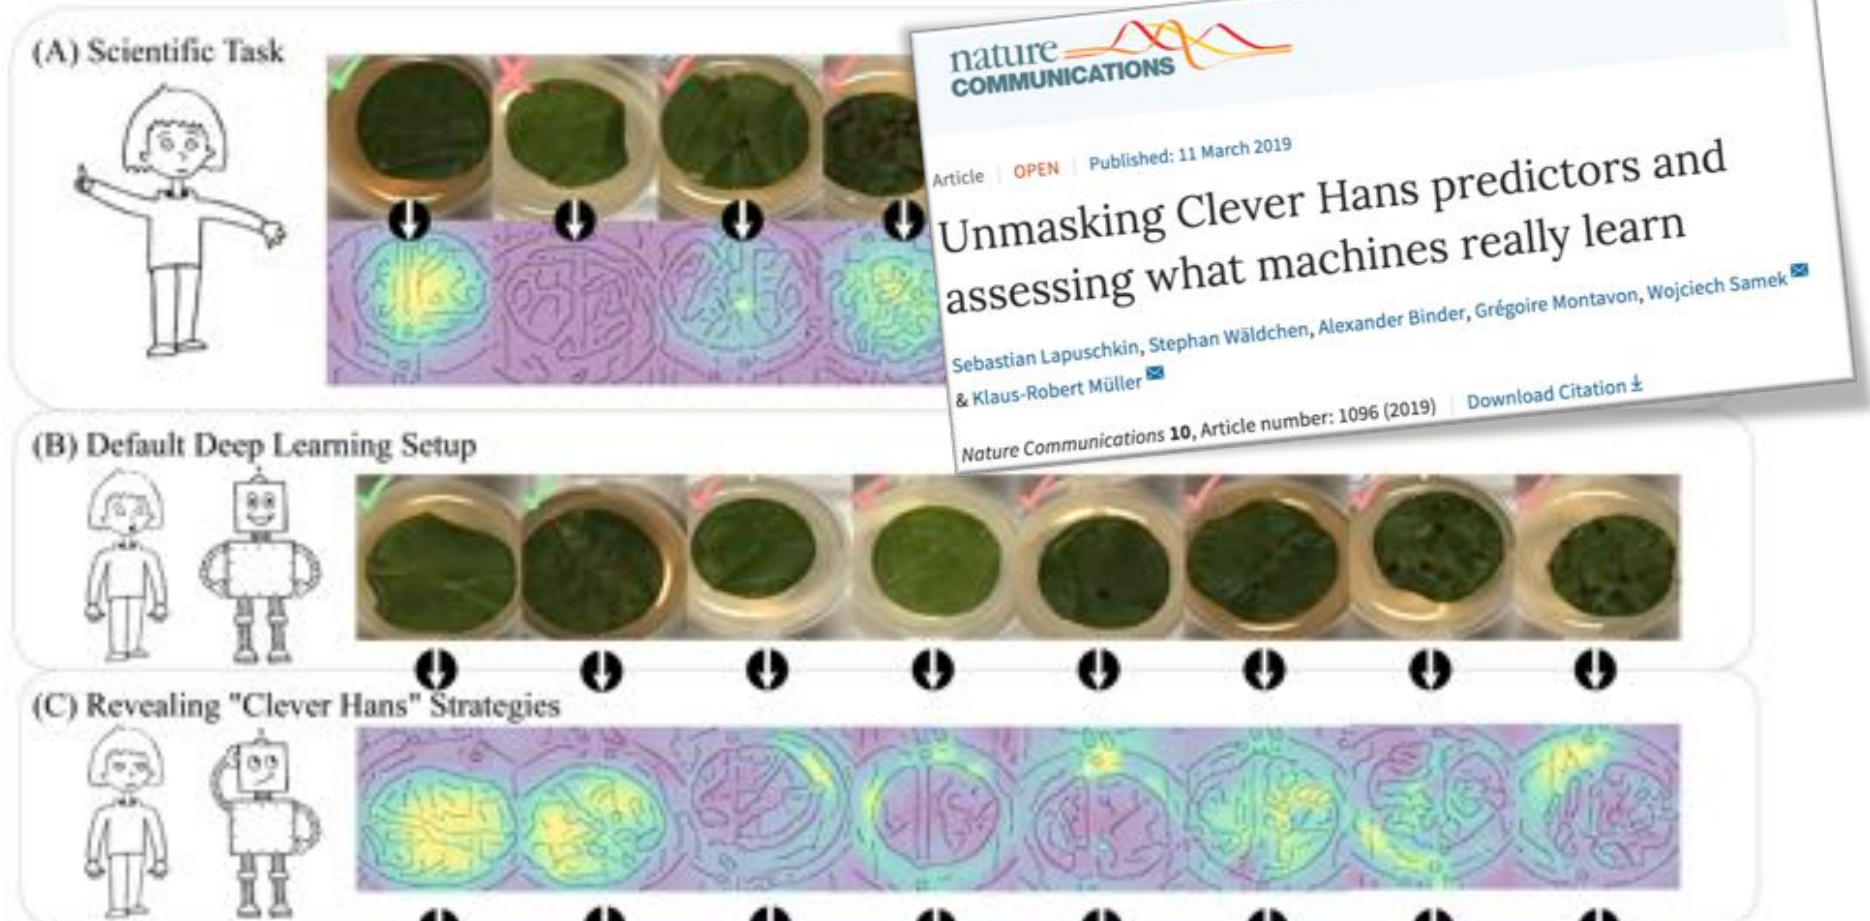 (A) Scientific Task
nature
COMMUNICATIONS
Article | OPEN | Published: 11 March 2019
Unmasking Clever Hans predictors and
assessing what machines really learn
Sebastian Lapuschkin, Stephan Wäldchen, Alexander Binder, Grégoire Montavon, Wojciech Samek
& Klaus-Robert Müller
Nature Communications 10, Article number: 1096 (2019) | Download Citation
(B) Default Deep Learning Setup
(C) Revealing "Clever Hans" Strategies